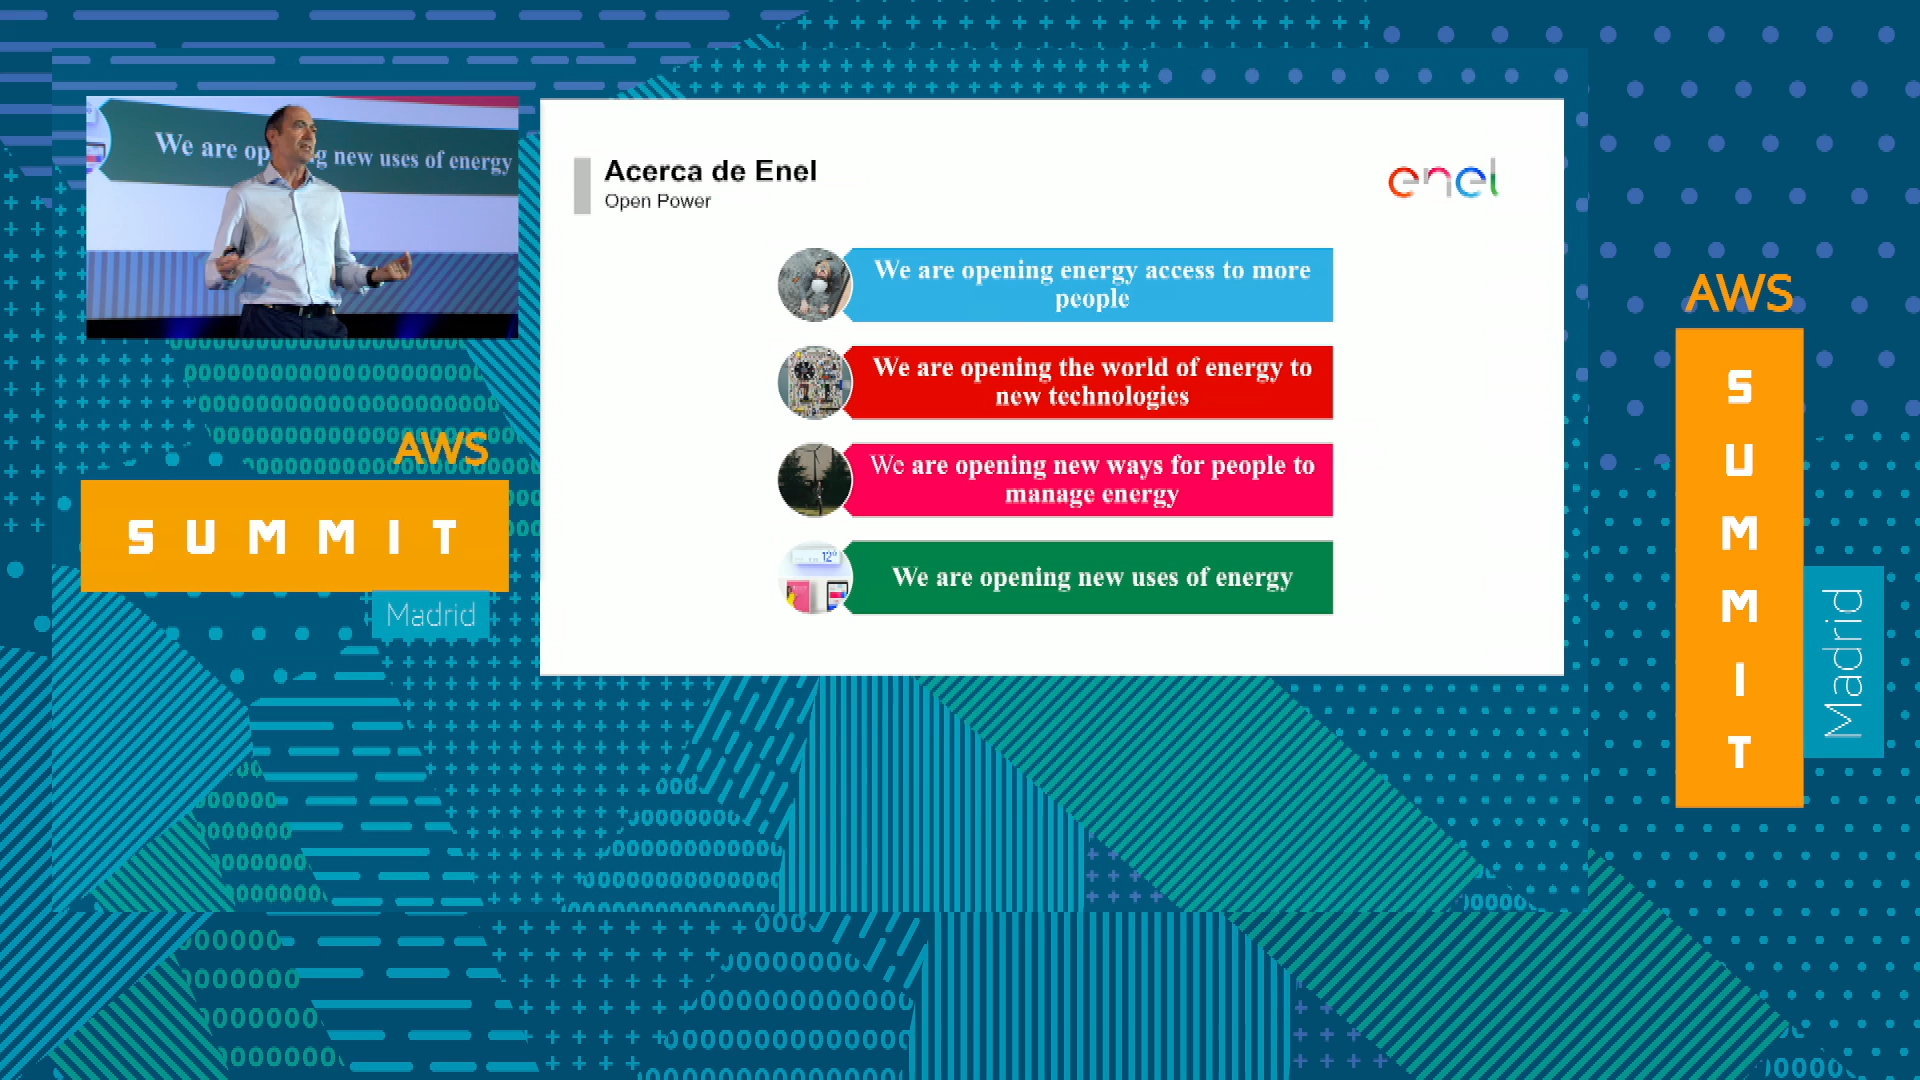 We are op
g new uses of energy
AWS
SUMMIT
Madrid
Acerca de Enel
Open Power
enel
We are opening energy access to more
people
We are opening the world of energy to
new technologies
We are opening new ways for people to
manage energy
12°
We are opening new uses of energy
AWS
SUMMIT
Madrid